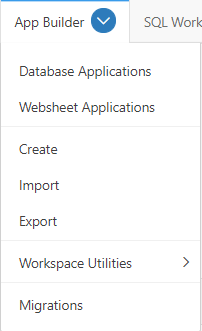 App Builder
SQL Work
Database Applications
Websheet Applications
Create
Import
Export
Workspace Utilities
Migrations